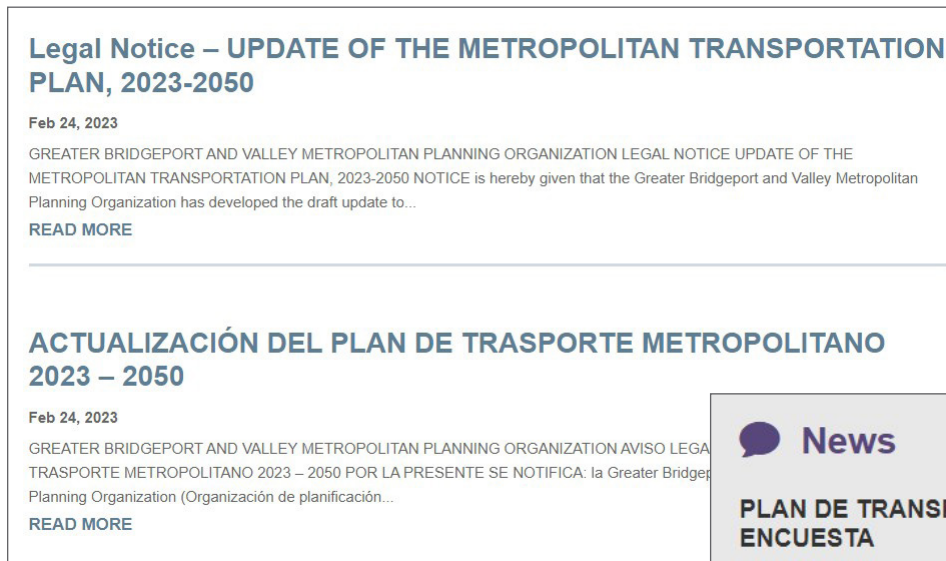 Legal Notice – UPDATE OF THE METROPOLITAN TRANSPORTATION
PLAN, 2023-2050
Feb 24, 2023
GREATER BRIDGEPORT AND VALLEY METROPOLITAN PLANNING ORGANIZATION LEGAL NOTICE UPDATE OF THE
METROPOLITAN TRANSPORTATION PLAN, 2023-2050 NOTICE is hereby given that the Greater Bridgeport and Valley Metropolitan
Planning Organization has developed the draft update to...
READ MORE
ACTUALIZACIÓN DEL PLAN DE TRASPORTE METROPOLITANO
2023 – 2050
Feb 24, 2023
GREATER BRIDGEPORT AND VALLEY METROPOLITAN PLANNING ORGANIZATION AVISO
TRASPORTE METROPOLITANO 2023 – 2050 POR LA PRESENTE SE NOTIFICA: la Greater
Planning Organization (Organización de planificación...
READ MORE
News
PLAN DE
ENCUESTA